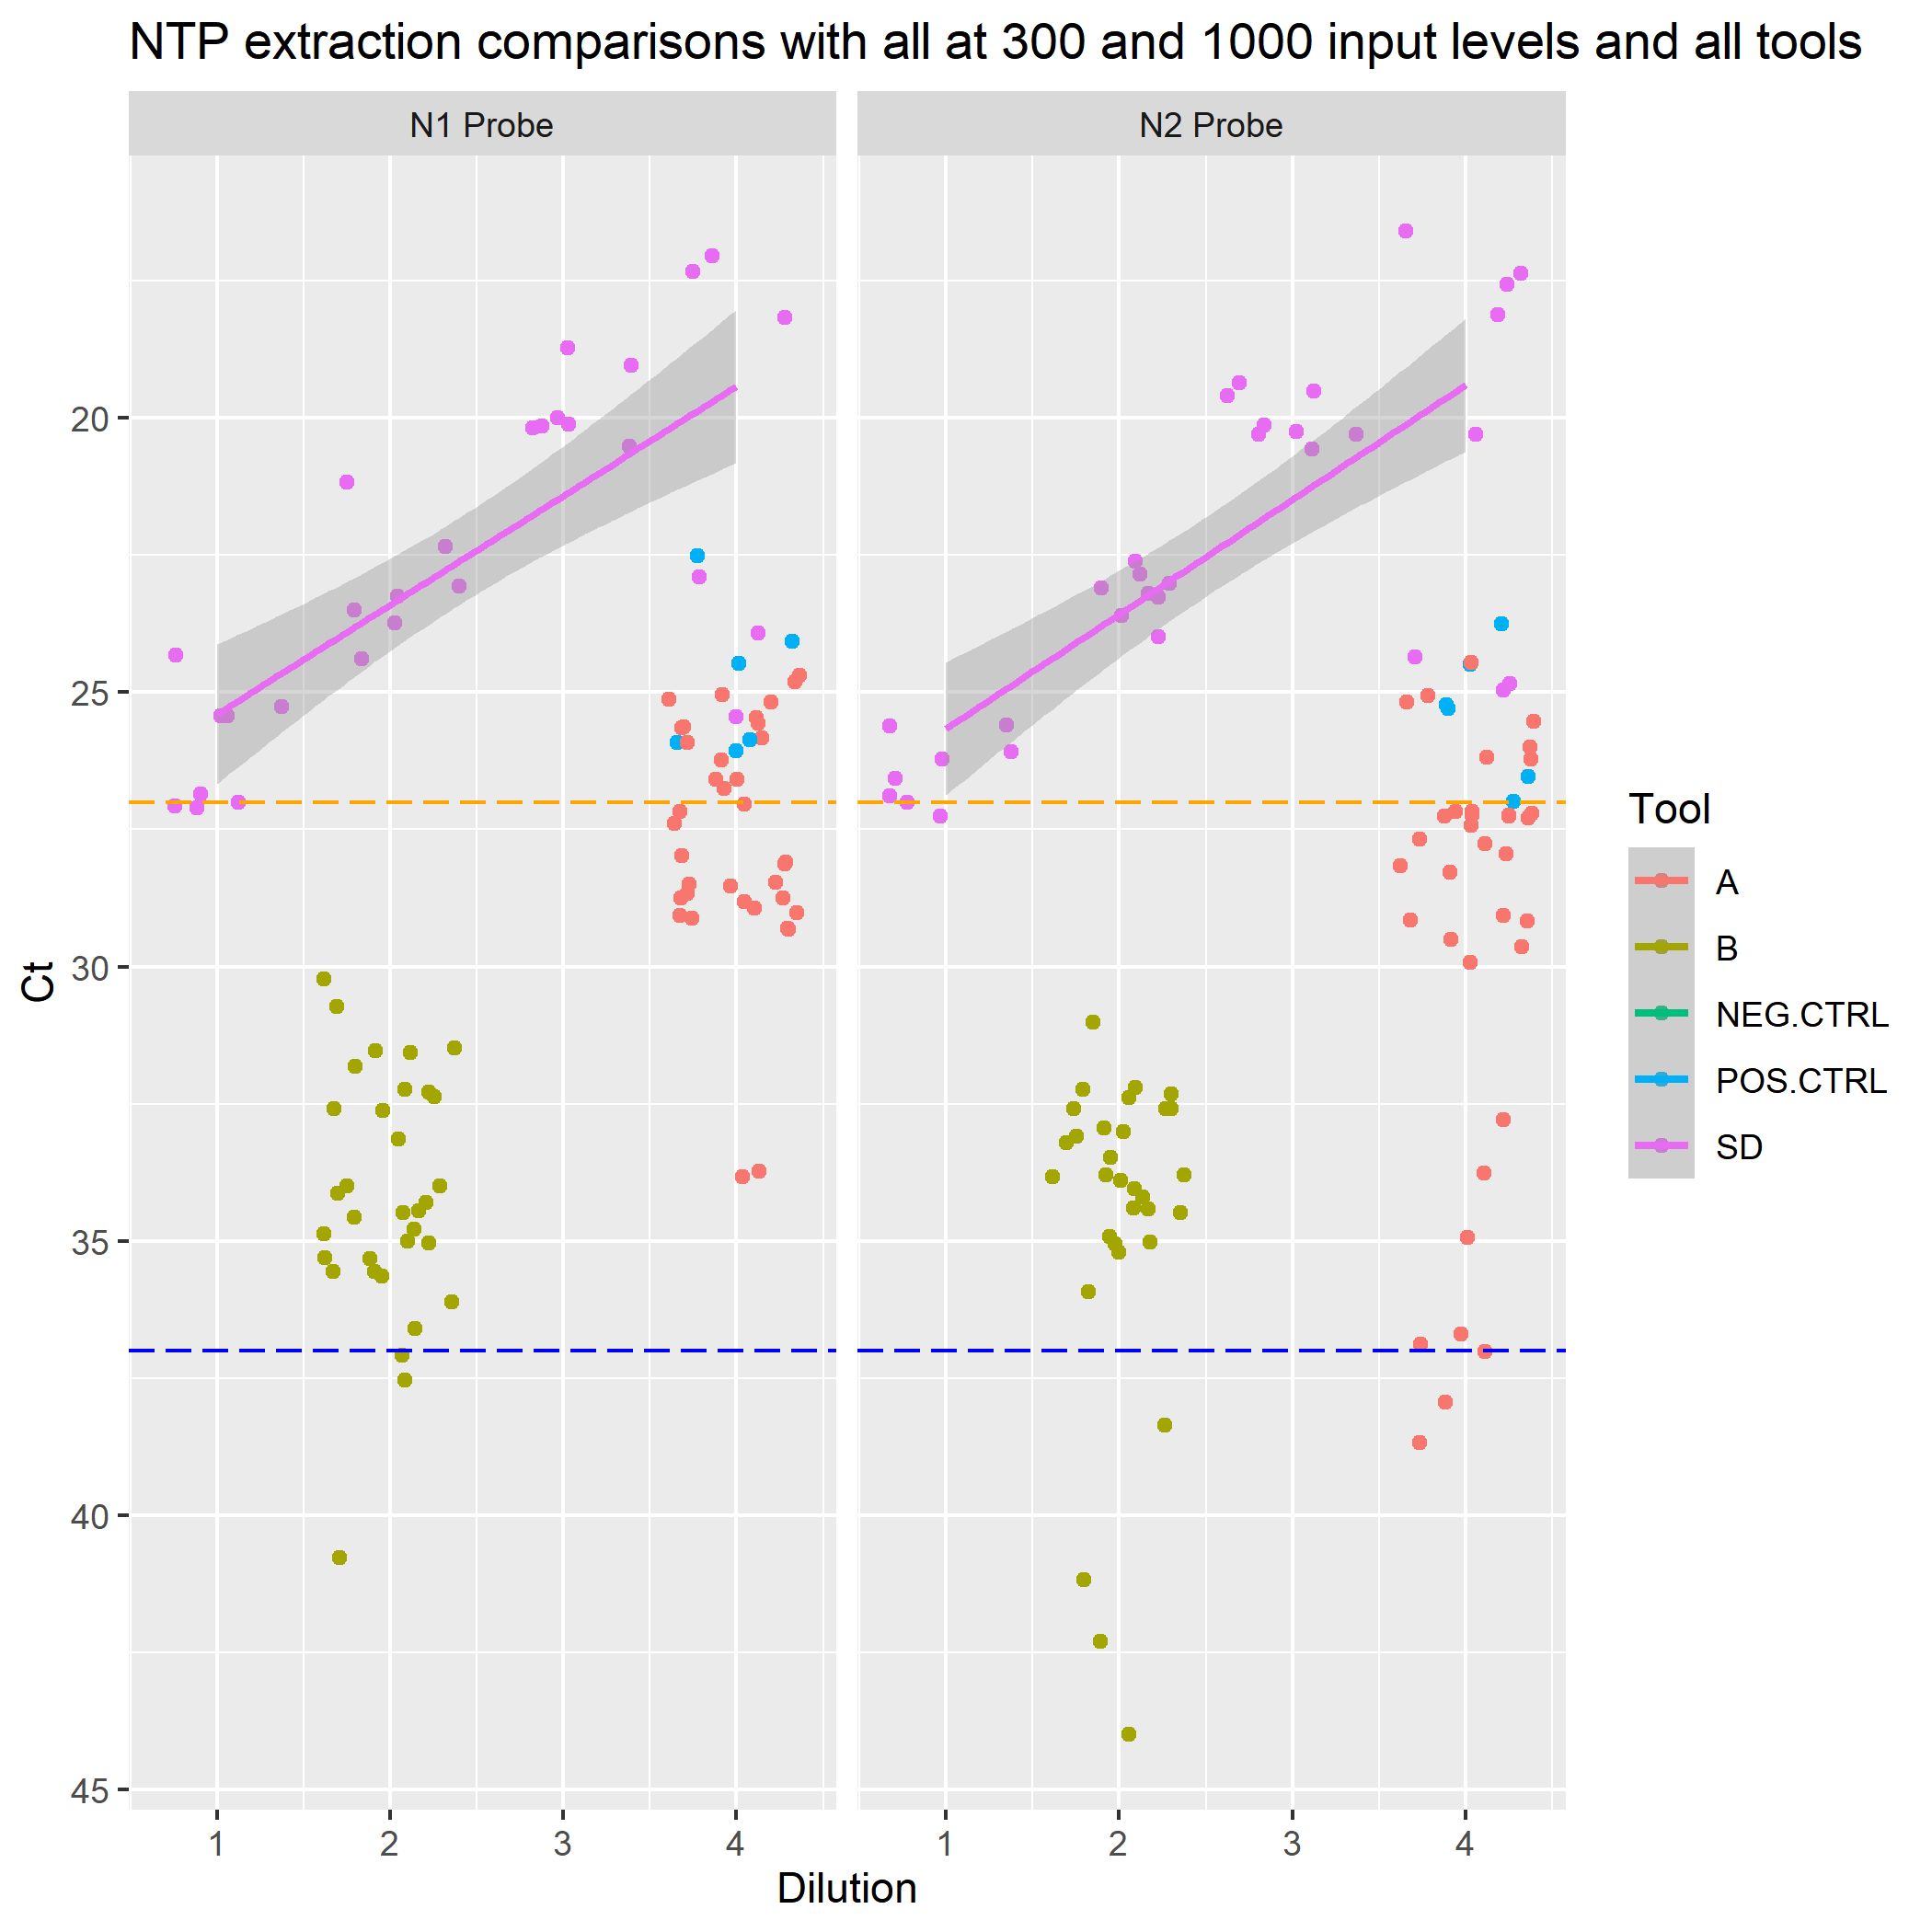 NTP extraction comparisons with all at 300 and 1000 input levels and all tools
N1 Probe
N2 Probe
Ct
20
25
30
35
40
45
1 2 3 4
1 2 3 4
Dilution
Tool
A
B
NEG.CTRL
POS.CTRL
SD